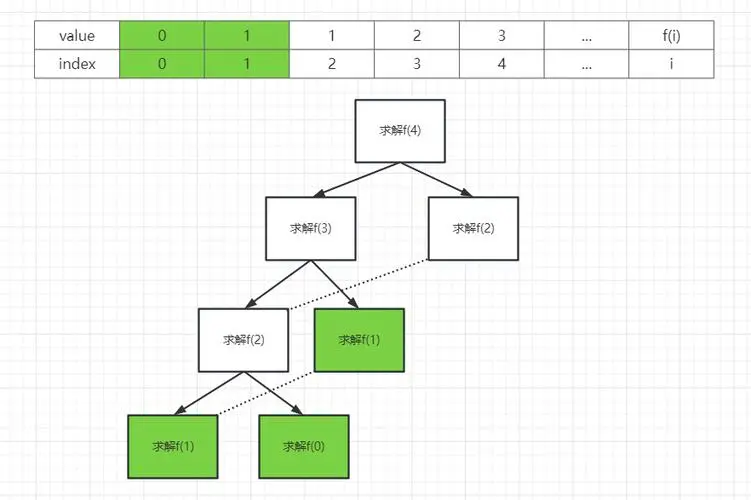 value 0 1 1 2 3 ... f(i)
index 0 1 2 3 4 ... i
求解f(4)
求解f(3) 求解f(2)
求解f(2) 求解f(1)
求解f(1) 求解f(0)